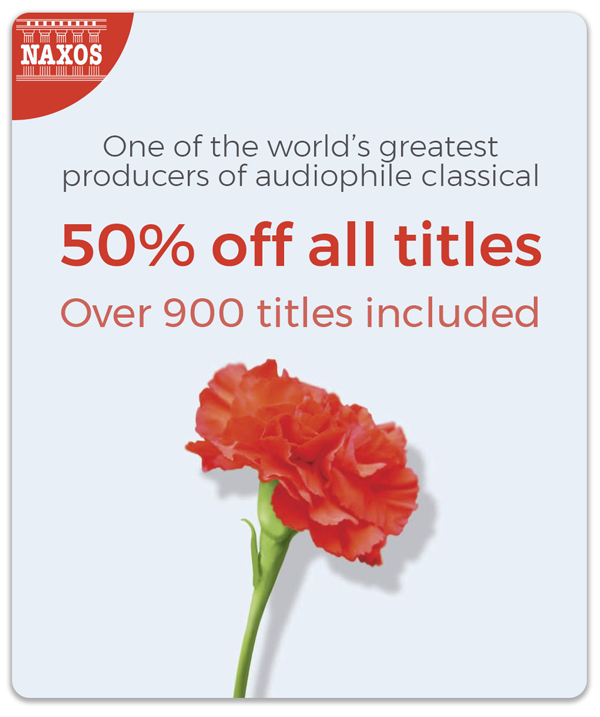 NAXOS
One of the world's greatest
producers of audiophile classical
50% off all titles
Over 900 titles included